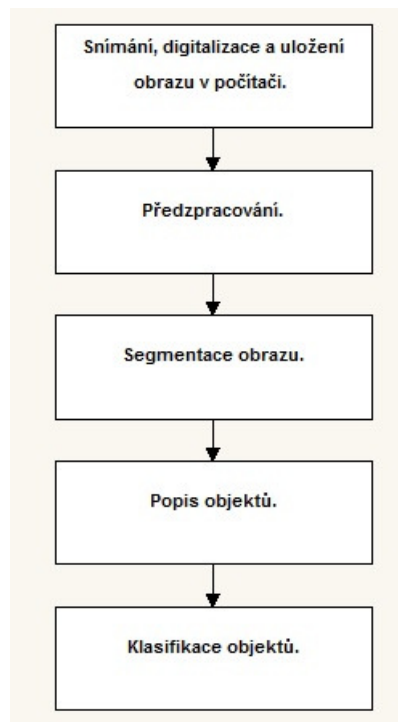 Snímání, digitalizace a uložení
obrazu v počítači.
Předzpracování.
Segmentace obrazu.
Popis objektů.
Klasifikace objektů.